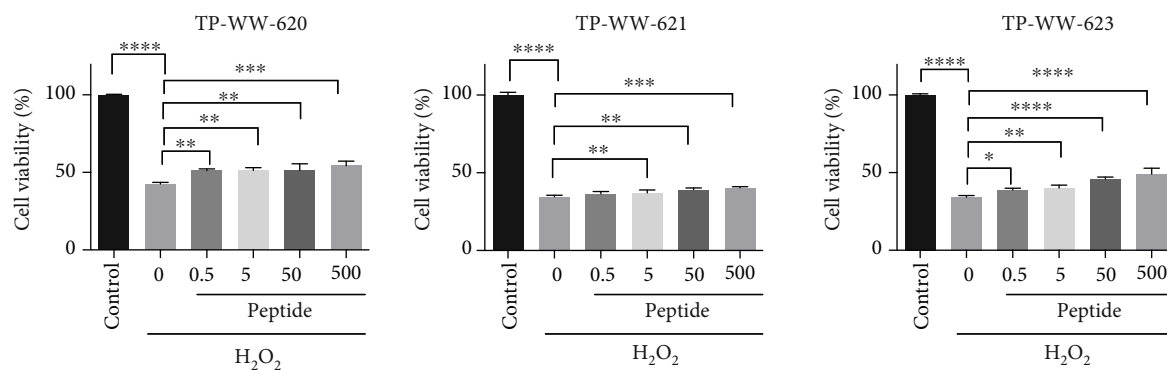 TP-WW-620
****
***
**
**
**
Cell viability (%)
100
50
0
Control
0 0.5 5 50 500
Peptide
H₂O₂
TP-WW-621
****
***
**
**
Cell viability (%)
100
50
0
Control
0 0.5 5 50 500
Peptide
H₂O₂
TP-WW-623
**** ****
****
**
*
Cell viability (%)
100
50
0
Control
0 0.5 5 50 500
Peptide
H₂O₂